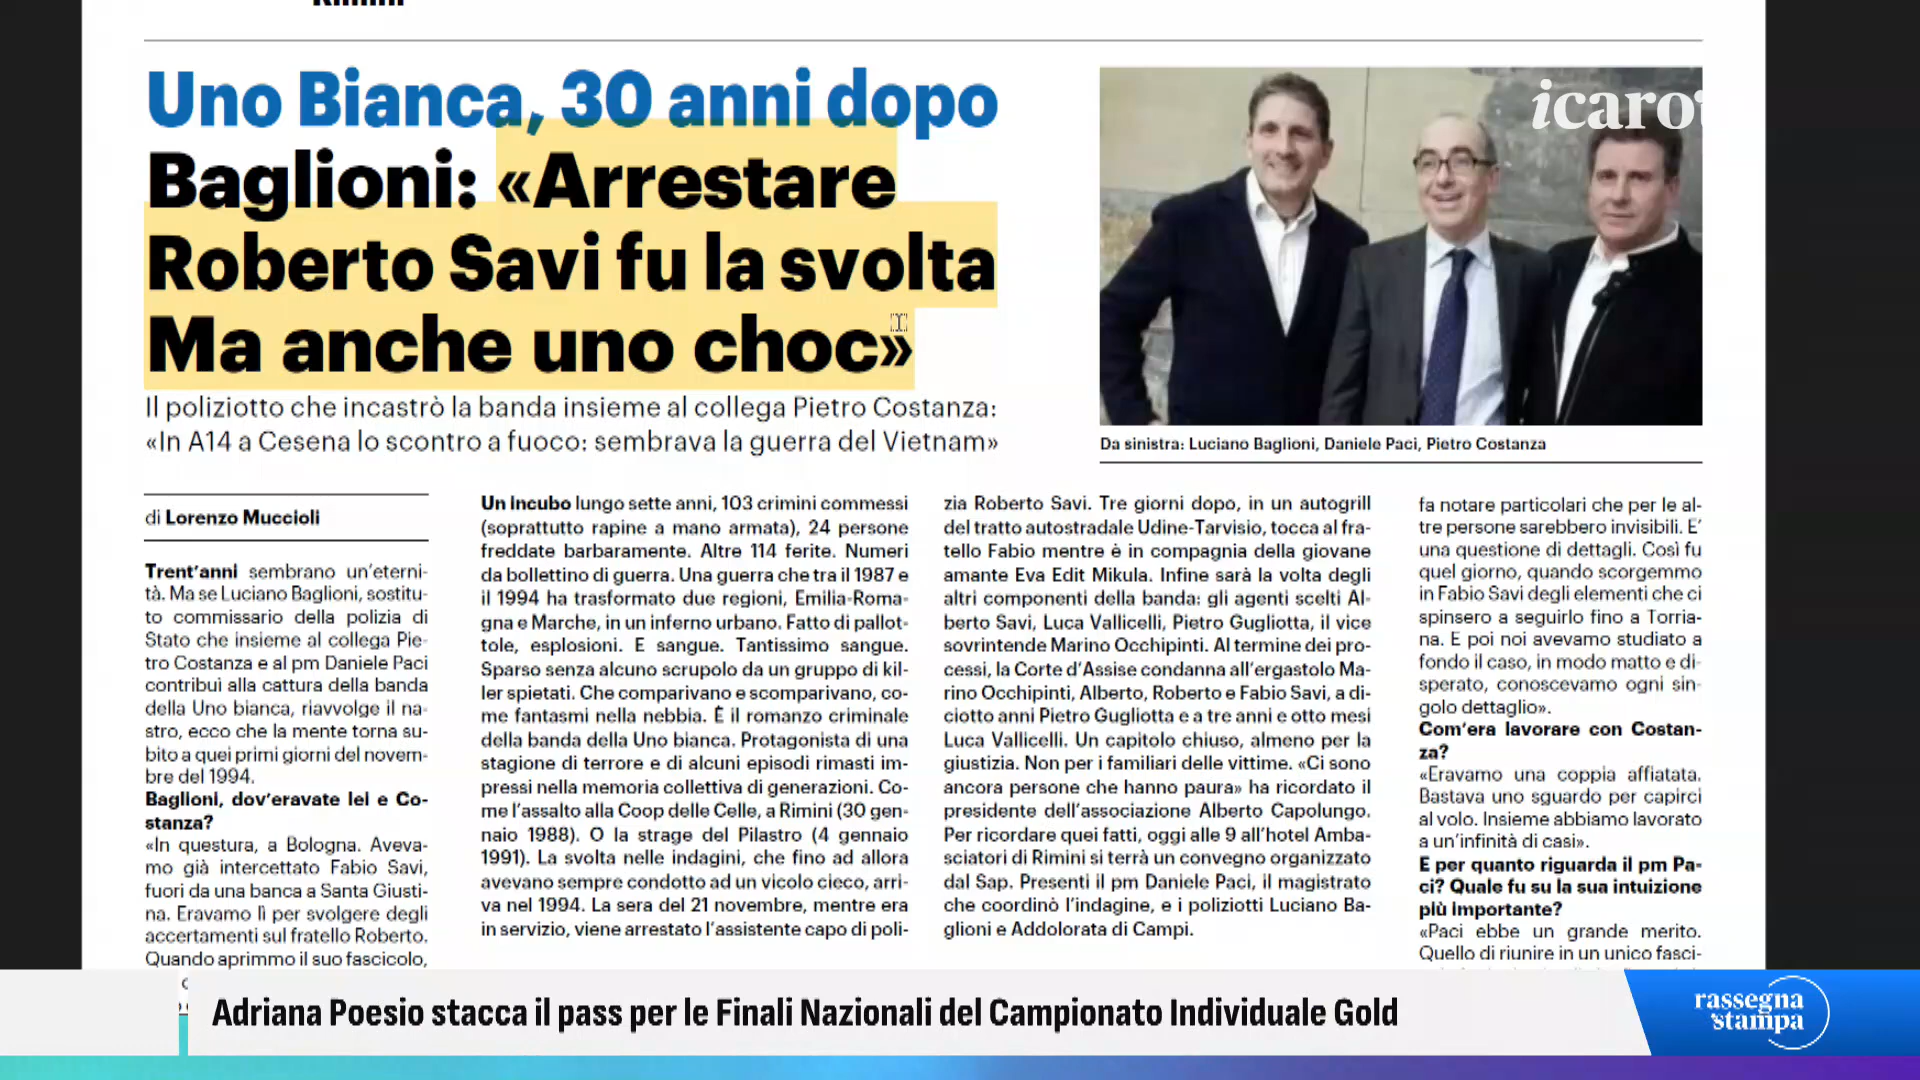 Rimini
Uno Bianca, 30 anni dopo
Baglioni: «Arrestare
Roberto Savi fu la svolta
Ma anche uno choc»
Il poliziotto che incastrò la banda insieme al collega Pietro Costanza:
«In A14 a Cesena lo scontro a fuoco: sembrava la guerra del Vietnam»
icarot
Da sinistra: Luciano Baglioni, Daniele Paci, Pietro Costanza
di Lorenzo Muccioli
Trent'anni sembrano un'eterni-
tà. Ma se Luciano Baglioni, sostitu-
to commissario della polizia di
Stato che insieme al collega Pie-
tro Costanza e al pm Daniele Paci
contribuì alla cattura della banda
della Uno bianca, riavvolge il na-
stro, ecco che la mente torna su-
bito a quei primi giorni del novem-
bre del 1994.
Baglioni, dov'eravate lei e Co-
stanza?
«In questura, a Bologna. Aveva-
mo già intercettato Fabio Savi,
fuori da una banca a Santa Giusti-
na. Eravamo lì per svolgere degli
accertamenti sul fratello Roberto.
Quando aprimmo il suo fascicolo,
Un incubo lungo sette anni, 103 crimini commessi
(soprattutto rapine a mano armata), 24 persone
freddate barbaramente. Altre 114 ferite. Numeri
da bollettino di guerra. Una guerra che tra il 1987 e
il 1994 ha trasformato due regioni, Emilia-Roma-
gna e Marche, in un inferno urbano. Fatto di pallot-
tole, esplosioni. E sangue. Tantissimo sangue.
Sparso senza alcuno scrupolo da un gruppo di kil-
ler spietati. Che comparivano e scomparivano, co-
me fantasmi nella nebbia. È il romanzo criminale
della banda della Uno bianca. Protagonista di una
stagione di terrore e di alcuni episodi rimasti im-
pressi nella memoria collettiva di generazioni. Co-
me l'assalto alla Coop delle Celle, a Rimini (30 gen-
naio 1988). O la strage del Pilastro (4 gennaio
1991). La svolta nelle indagini, che fino ad allora
avevano sempre condotto ad un vicolo cieco, arri-
va nel 1994. La sera del 21 novembre, mentre era
in servizio, viene arrestato l'assistente capo di poli-
zia Roberto Savi. Tre giorni dopo, in un autogrill
del tratto autostradale Udine-Tarvisio, tocca al fra-
tello Fabio mentre è in compagnia della giovane
amante Eva Edit Mikula. Infine sarà la volta degli
altri componenti della banda: gli agenti scelti Al-
berto Savi, Luca Vallicelli, Pietro Gugliotta, il vice
sovrintende Marino Occhipinti. Al termine dei pro-
cessi, la Corte d'Assise condanna all'ergastolo Ma-
rino Occhipinti, Alberto, Roberto e Fabio Savi, a di-
ciotto anni Pietro Gugliotta e a tre anni e otto mesi
Luca Vallicelli. Un capitolo chiuso, almeno per la
giustizia. Non per i familiari delle vittime. «Ci sono
ancora persone che hanno paura» ha ricordato il
presidente dell'associazione Alberto Capolungo.
Per ricordare quei fatti, oggi alle 9 all'hotel Amba-
sciatori di Rimini si terrà un convegno organizzato
dal Sap. Presenti il pm Daniele Paci, il magistrato
che coordinò l'indagine, e i poliziotti Luciano Ba-
glioni e Addolorata di Campi.
fa notare particolari che per le al-
tre persone sarebbero invisibili. E'
una questione di dettagli. Così fu
quel giorno, quando scorgemmo
in Fabio Savi degli elementi che ci
spinsero a seguirlo fino a Torria-
na. E poi noi avevamo studiato a
fondo il caso, in modo matto e di-
sperato, conoscevamo ogni sin-
golo dettaglio».
Com'era lavorare con Costan-
za?
«Eravamo una coppia affiatata.
Bastava uno sguardo per capirci
al volo. Insieme abbiamo lavorato
a un'infinità di casi».
E per quanto riguarda il pm Pa-
ci? Quale fu su la sua intuizione
più importante?
«Paci ebbe un grande merito.
Quello di riunire in un unico fasci-
Adriana Poesio stacca il pass per le Finali Nazionali del Campionato Individuale Gold
rassegna
stampa